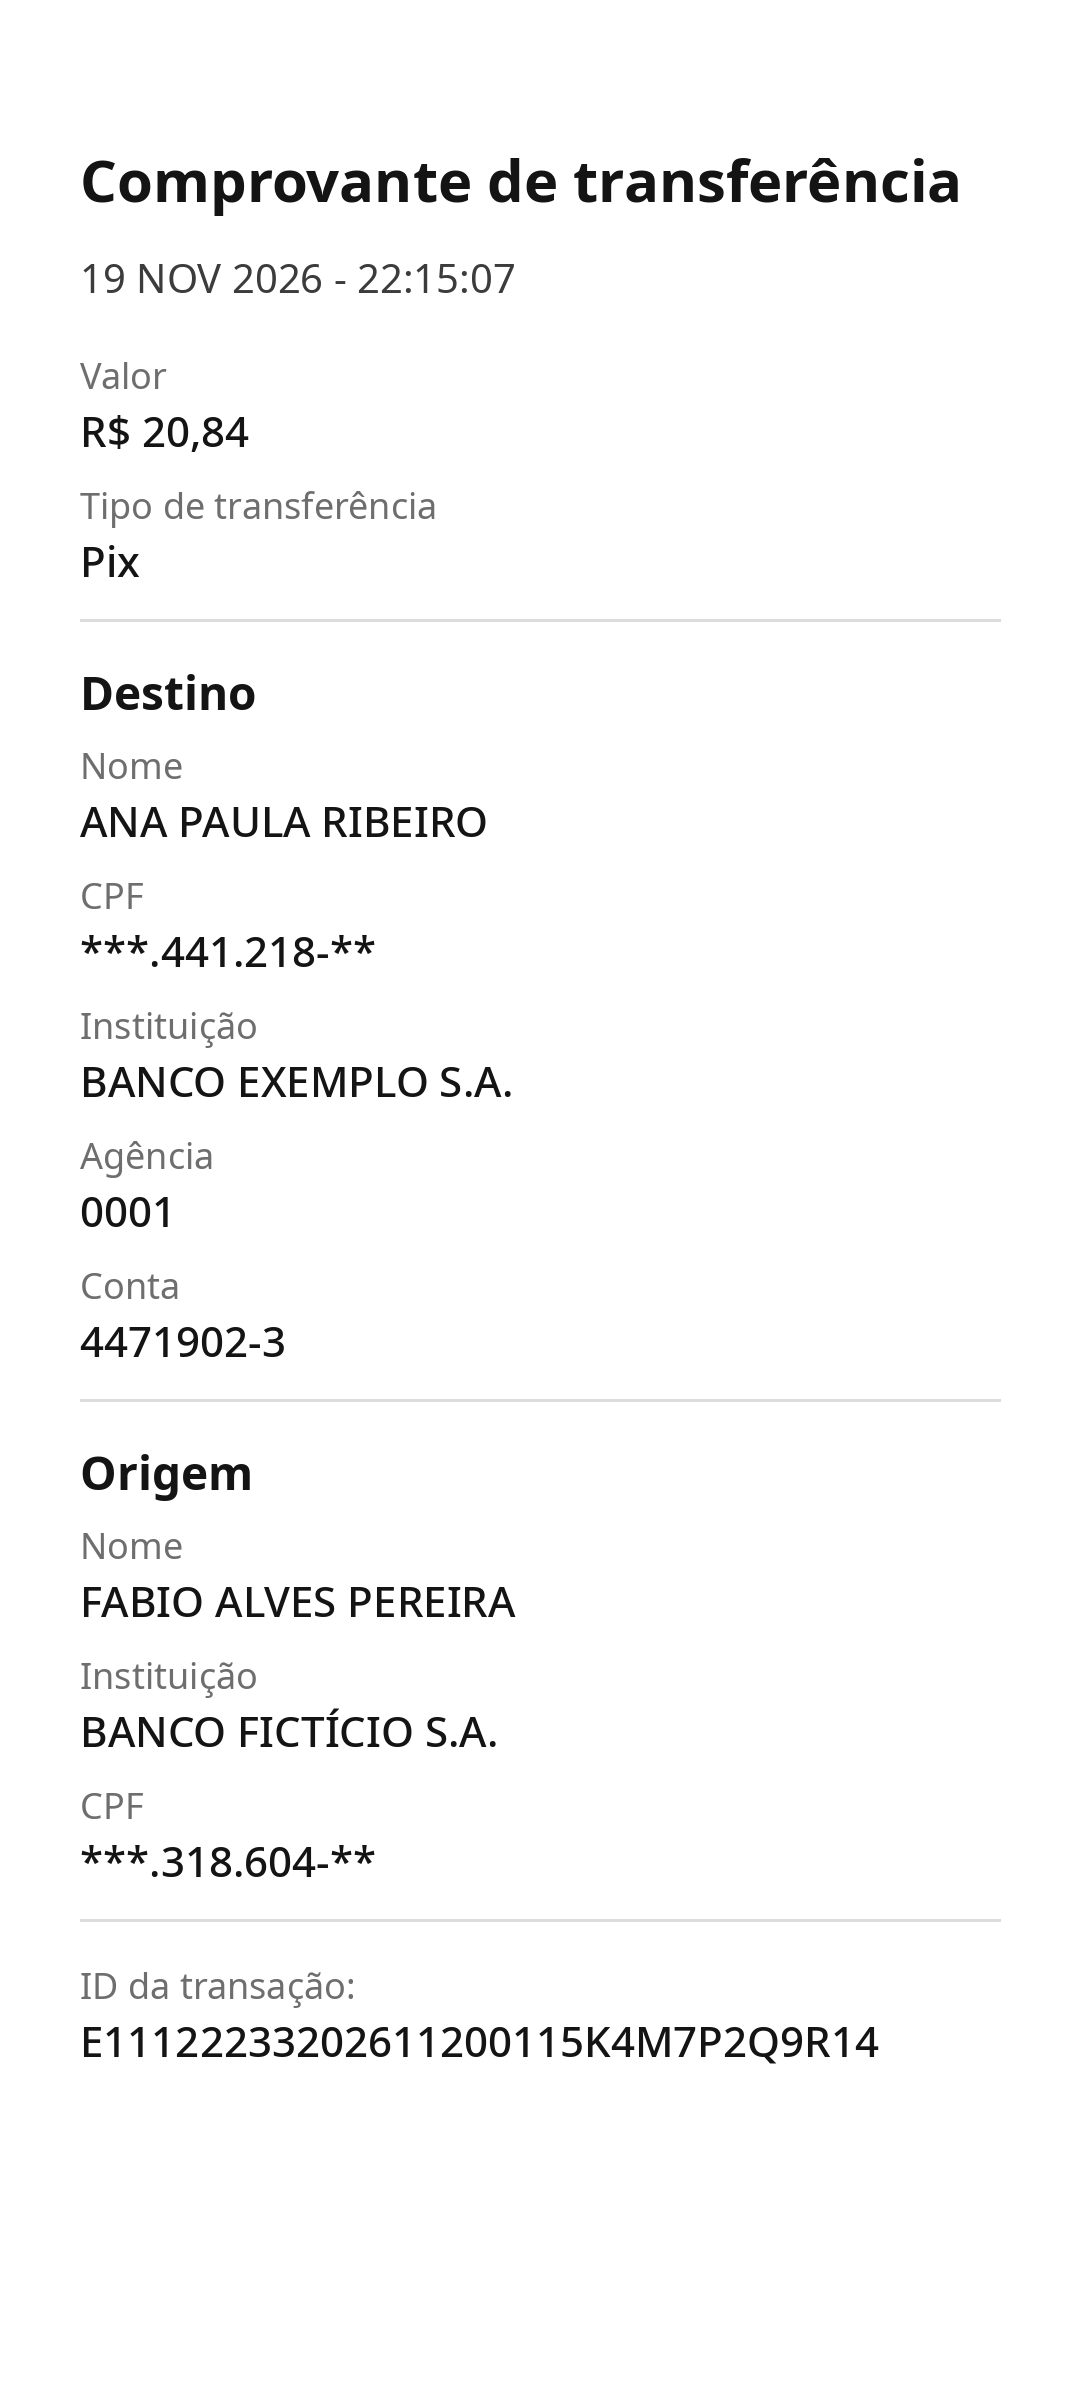 Comprovante de transferência
19 NOV 2026 - 22:15:07
Valor
R$ 20,84
Tipo de transferência
Pix
Destino
Nome
ANA PAULA RIBEIRO
CPF
***.441.218-**
Instituição
BANCO EXEMPLO S.A.
Agência
0001
Conta
4471902-3
Origem
Nome
FABIO ALVES PEREIRA
Instituição
BANCO FICTÍCIO S.A.
CPF
***.318.604-**
ID da transação:
E11122233202611200115K4M7P2Q9R14